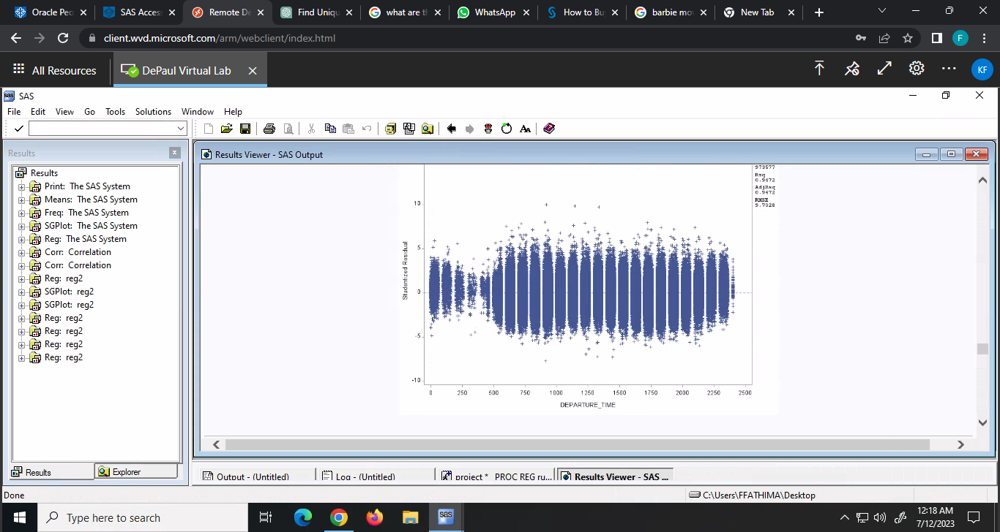 Oracle Peo
SAS Acces
Remote De
Find Uniqu
what are th
WhatsApp
How to Bu
barbie mov
New Tab
client.wvd.microsoft.com/arm/webclient/index.html
F
All Resources
DePaul Virtual Lab
KF
sas SAS
File Edit View Go Tools Solutions Window Help
Results
Results Viewer - SAS Output
Results
Print: The SAS System
Means: The SAS System
Freq: The SAS System
SGPlot: The SAS System
Reg: The SAS System
Corr: Correlation
Corr: Correlation
Reg: reg2
SGPlot: reg2
SGPlot: reg2
Reg: reg2
Reg: reg2
Reg: reg2
Reg: reg2
973577
Rsq
0.9472
AdjRsq
0.9472
RMSE
9.7028
Studentized Residual
10
5
0
-5
-10
0 250 500 750 1000 1250 1500 1750 2000 2250 2500
DEPARTURE_TIME
Results
Explorer
Output - (Untitled)
Log - (Untitled)
project * PROC REG ru...
Results Viewer - SAS ...
Done
C:\Users\FFATHIMA\Desktop
Type here to search
sas
12:18 AM
7/12/2023